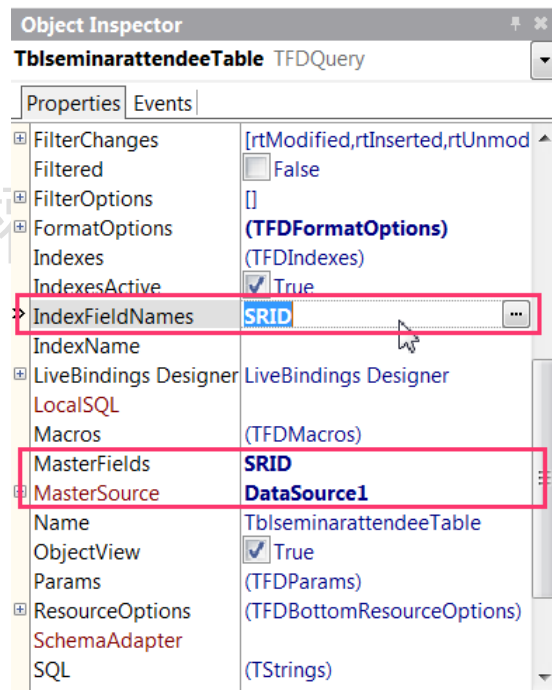 Object Inspector
TblseminarattendeeTable TFDQuery
Properties Events
FilterChanges [rtModified,rtInserted,rtUnmod
Filtered False
FilterOptions []
FormatOptions (TFDFormatOptions)
Indexes (TFDIndexes)
IndexesActive True
IndexFieldNames SRID ...
IndexName
LiveBindings Designer LiveBindings Designer
LocalSQL
Macros (TFDMacros)
MasterFields SRID
MasterSource DataSource1
Name TblseminarattendeeTable
ObjectView True
Params (TFDParams)
ResourceOptions (TFDBottomResourceOptions)
SchemaAdapter
SQL (TStrings)